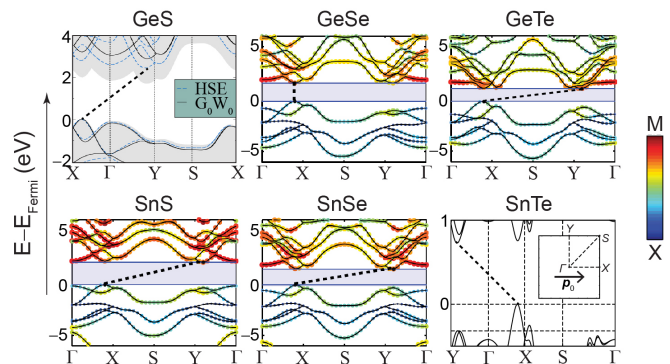 GeS GeSe GeTe
4
2
0
−2
HSE
G0W0
X Γ Y S X
5
0
−5
Γ X S Y Γ
5
0
−5
Γ X S Y Γ
E−EFermi (eV)
M
X
SnS SnSe SnTe
5
0
−5
Γ X S Y Γ
5
0
−5
Γ X S Y Γ
1
0
Y Γ X S Γ
Y
S
Γ
X
P0